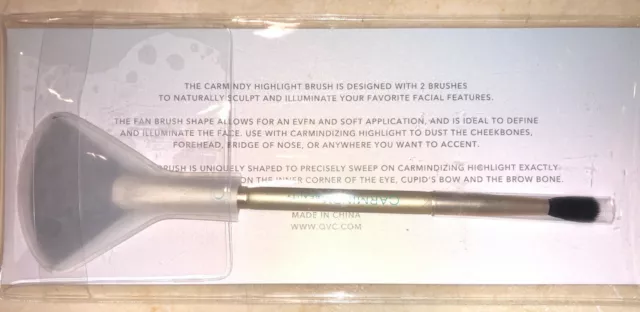 THE CARMINDY HIGHLIGHT BRUSH IS DESIGNED WITH 2 BRUSHES
TO NATURALLY SCULPT AND ILLUMINATE YOUR FAVORITE FACIAL FEATURES.
THE FAN BRUSH SHAPE ALLOWS FOR AN EVEN AND SOFT APPLICATION, AND IS IDEAL TO DEFINE
AND ILLUMINATE THE FACE. USE WITH CARMINDIZING HIGHLIGHT TO DUST THE CHEEKBONES,
FOREHEAD, BRIDGE OF NOSE, OR ANYWHERE YOU WANT TO ACCENT.
BRUSH IS UNIQUELY SHAPED TO PRECISELY SWEEP ON CARMINDIZING HIGHLIGHT EXACTLY
ON THE INNER CORNER OF THE EYE, CUPID'S BOW AND THE BROW BONE.
MADE IN CHINA
WWW.QVC.COM